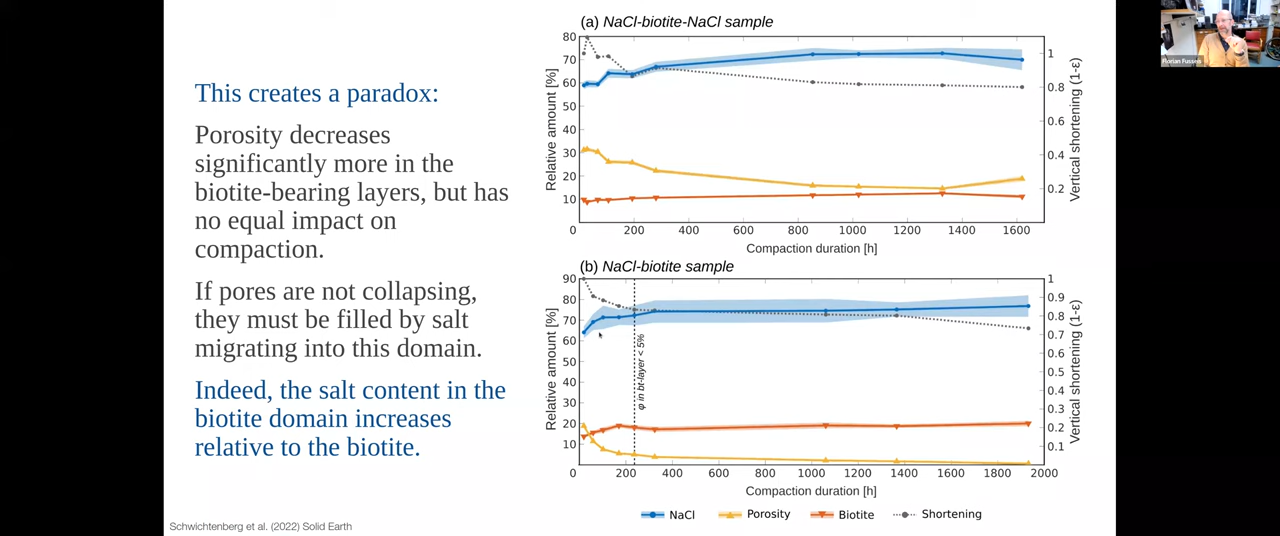 This creates a paradox:
Porosity decreases
significantly more in the
biotite-bearing layers, but has
no equal impact on
compaction.
If pores are not collapsing,
they must be filled by salt
migrating into this domain.
Indeed, the salt content in the
biotite domain increases
relative to the biotite.
Schwichtenberg et al. (2022) Solid Earth
(a) NaCl-biotite-NaCl sample
Relative amount [%]
80
70
60
50
40
30
20
10
0 200 400 600 800 1000 1200 1400 1600
Compaction duration [h]
1
0.8
0.6
0.4
0.2
Vertical shortening (1-ε)
(b) NaCl-biotite sample
Relative amount [%]
90
80
70
60
50
40
30
20
10
φ in bt-layer < 5%
0 200 400 600 800 1000 1200 1400 1600 1800 2000
Compaction duration [h]
1
0.9
0.8
0.7
0.6
0.5
0.4
0.3
0.2
0.1
Vertical shortening (1-ε)
NaCl Porosity Biotite Shortening
Florian Fusseis